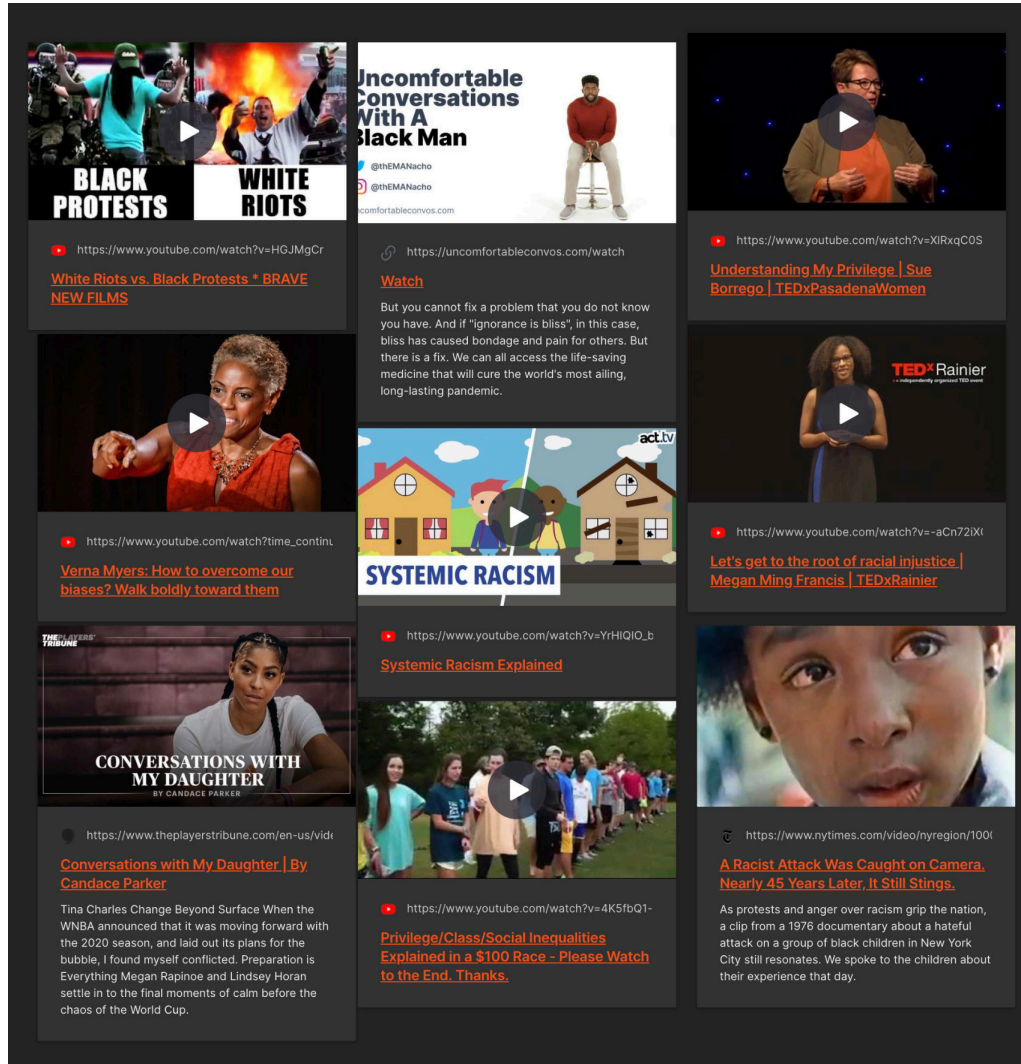 BLACK
PROTESTS
WHITE
RIOTS
https://www.youtube.com/watch?v=HGJMgCr
White Riots vs. Black Protests * BRAVE
NEW FILMS
https://www.youtube.com/watch?time_continu
Verna Myers: How to overcome our
biases? Walk boldly toward them
THEPLAYERS'
TRIBUNE
CONVERSATIONS WITH
MY DAUGHTER
BY CANDACE PARKER
https://www.theplayerstribune.com/en-us/vide
Conversations with My Daughter | By
Candace Parker
Tina Charles Change Beyond Surface When the
WNBA announced that it was moving forward with
the 2020 season, and laid out its plans for the
bubble, I found myself conflicted. Preparation is
Everything Megan Rapinoe and Lindsey Horan
settle in to the final moments of calm before the
chaos of the World Cup.
Uncomfortable
Conversations
With A
Black Man
@thEMANacho
@thEMANacho
ncomfortableconvos.com
https://uncomfortableconvos.com/watch
Watch
But you cannot fix a problem that you do not know
you have. And if "ignorance is bliss", in this case,
bliss has caused bondage and pain for others. But
there is a fix. We can all access the life-saving
medicine that will cure the world's most ailing,
long-lasting pandemic.
act.tv
SYSTEMIC RACISM
https://www.youtube.com/watch?v=YrHIQIO_b
Systemic Racism Explained
https://www.youtube.com/watch?v=4K5fbQ1-
Privilege/Class/Social Inequalities
Explained in a $100 Race - Please Watch
to the End. Thanks.
https://www.youtube.com/watch?v=XlRxqC0S
Understanding My Privilege | Sue
Borrego | TEDxPasadenaWomen
TEDxRainier
x = independently organized TED event
https://www.youtube.com/watch?v=-aCn72iX
Let's get to the root of racial injustice |
Megan Ming Francis | TEDxRainier
https://www.nytimes.com/video/nyregion/100
A Racist Attack Was Caught on Camera.
Nearly 45 Years Later, It Still Stings.
As protests and anger over racism grip the nation,
a clip from a 1976 documentary about a hateful
attack on a group of black children in New York
City still resonates. We spoke to the children about
their experience that day.